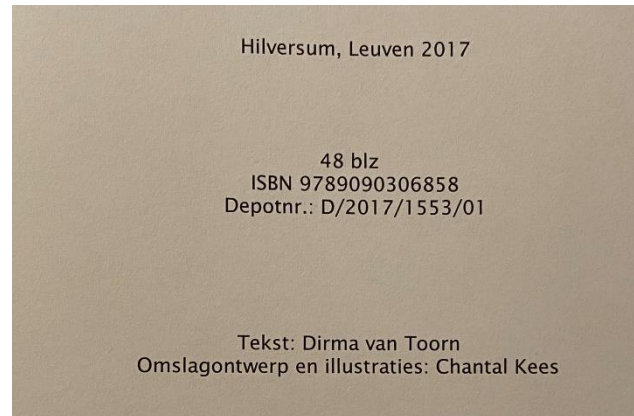 Hilversum, Leuven 2017
48 blz
ISBN 9789090306858
Depotnr.: D/2017/1553/01
Tekst: Dirma van Toorn
Omslagontwerp en illustraties: Chantal Kees